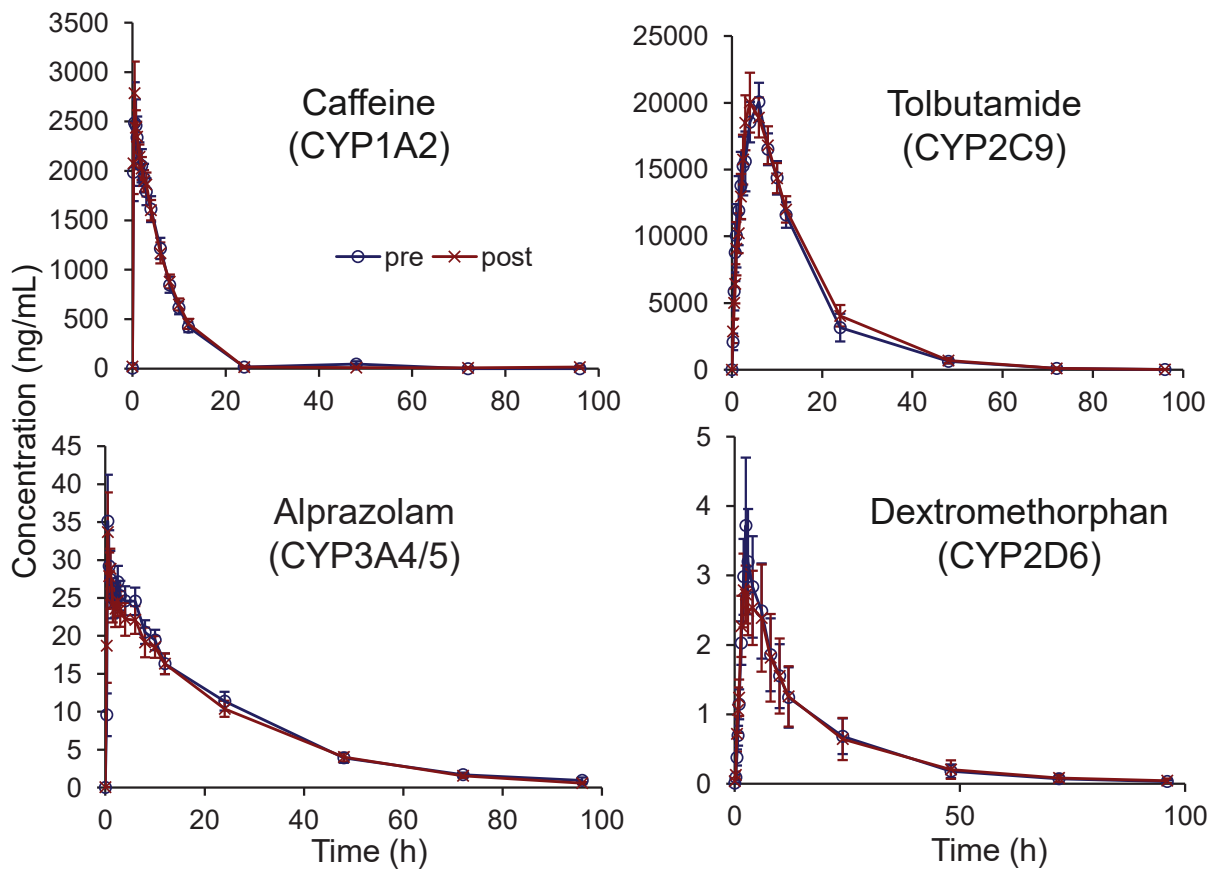 Concentration (ng/mL)
3500
3000
2500
2000
1500
1000
500
0
0 20 40 60 80 100
Caffeine
(CYP1A2)
pre post
25000
20000
15000
10000
5000
0
0 20 40 60 80 100
Tolbutamide
(CYP2C9)
45
40
35
30
25
20
15
10
5
0
0 20 40 60 80 100
Alprazolam
(CYP3A4/5)
Time (h)
5
4
3
2
1
0
0 50 100
Dextromethorphan
(CYP2D6)
Time (h)